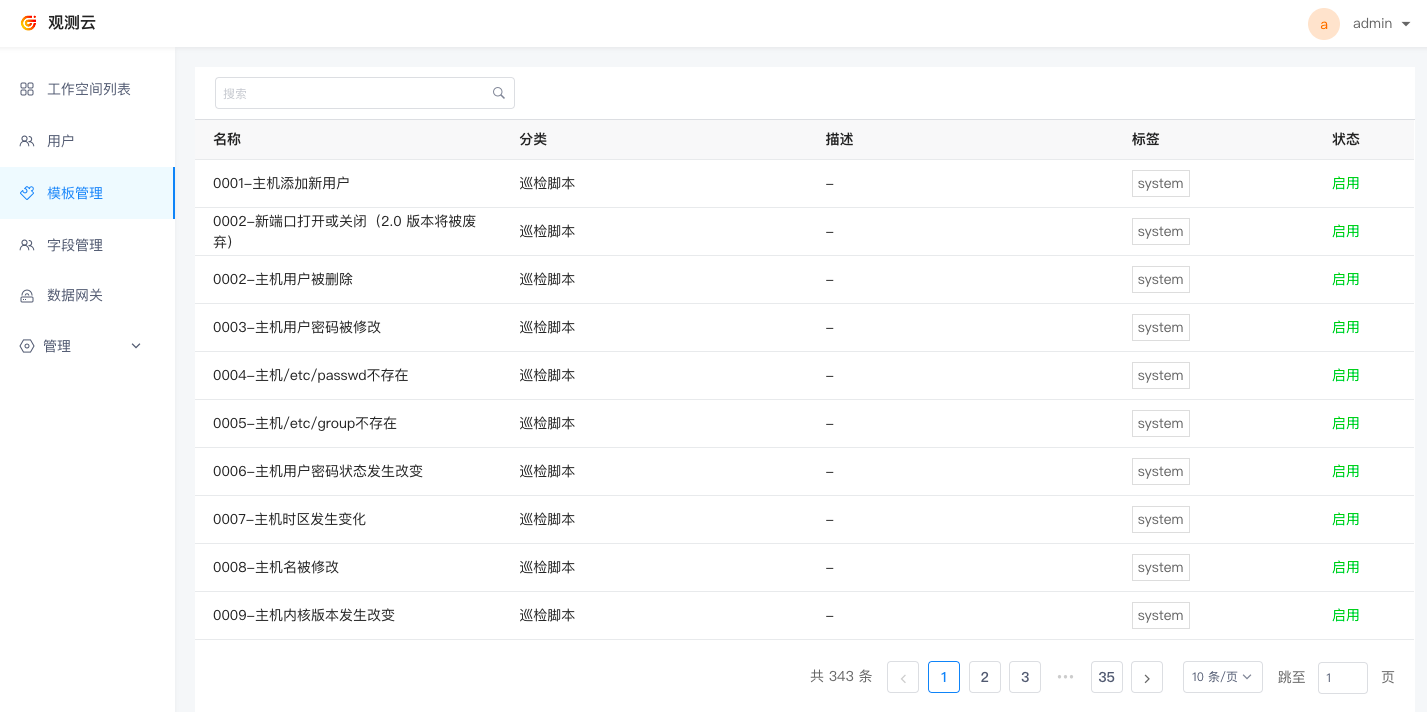 观测云
a admin
工作空间列表
用户
模板管理
字段管理
数据网关
管理
搜索
名称 分类 描述 标签 状态
0001-主机添加新用户 巡检脚本 - system 启用
0002-新端口打开或关闭（2.0 版本将被废
弃） 巡检脚本 - system 启用
0002-主机用户被删除 巡检脚本 - system 启用
0003-主机用户密码被修改 巡检脚本 - system 启用
0004-主机/etc/passwd不存在 巡检脚本 - system 启用
0005-主机/etc/group不存在 巡检脚本 - system 启用
0006-主机用户密码状态发生改变 巡检脚本 - system 启用
0007-主机时区发生变化 巡检脚本 - system 启用
0008-主机名被修改 巡检脚本 - system 启用
0009-主机内核版本发生改变 巡检脚本 - system 启用
共 343 条 < 1 2 3 ••• 35 > 10 条/页 跳至 1 页